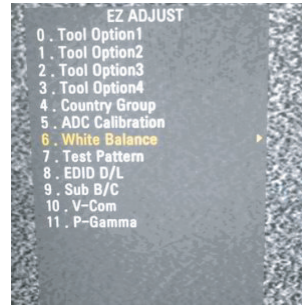 EZ ADJUST
0 . Tool Option1
1 . Tool Option2
2 . Tool Option3
3 . Tool Option4
4 . Country Group
5 . ADC Calibration
6 . White Balance
7 . Test Pattern
8 . EDID D/L
9 . Sub B/C
10 . V-Com
11 . P-Gamma